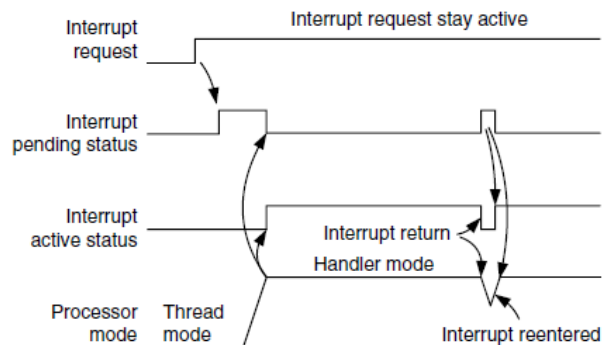 Interrupt request stay active
Interrupt
request
Interrupt
pending status
Interrupt
active status
Interrupt return
Handler mode
Processor
mode
Thread
mode
Interrupt reentered